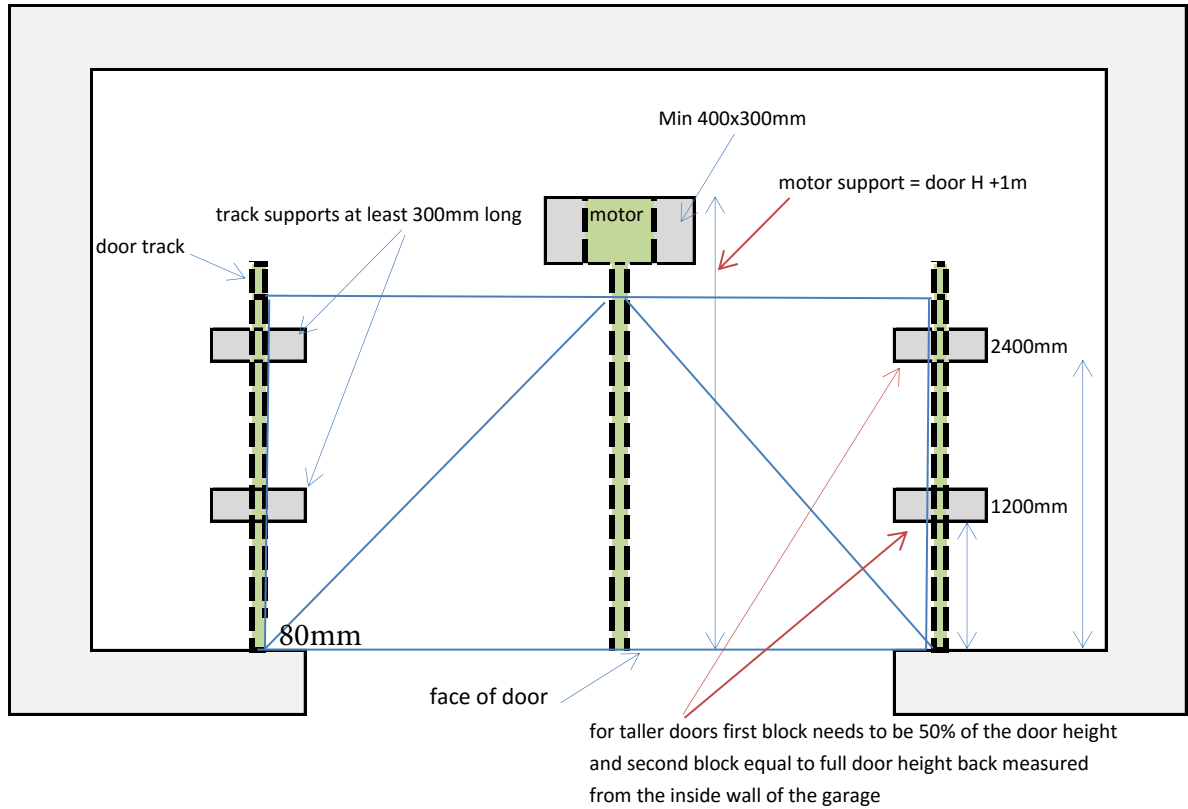 Min 400x300mm
motor support = door H +1m
track supports at least 300mm long
motor
door track
2400mm
1200mm
80mm
face of door
for taller doors first block needs to be 50% of the door height
and second block equal to full door height back measured
from the inside wall of the garage